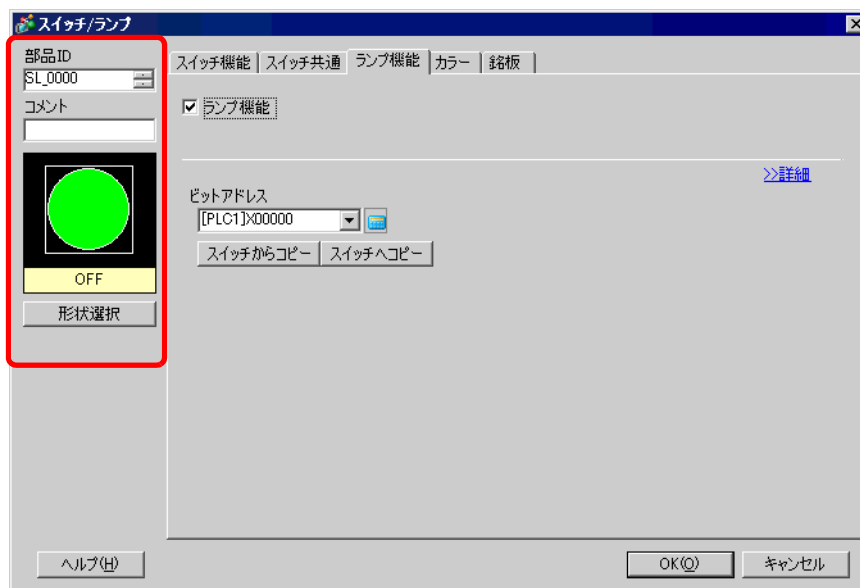 スイッチ/ランプ
部品ID
SL_0000
コメント
OFF
形状選択
スイッチ機能 スイッチ共通 ランプ機能 カラー 銘板
ランプ機能
>>詳細
ビットアドレス
[PLC1]X00000
スイッチからコピー スイッチへコピー
ヘルプ(H) OK(O) キャンセル